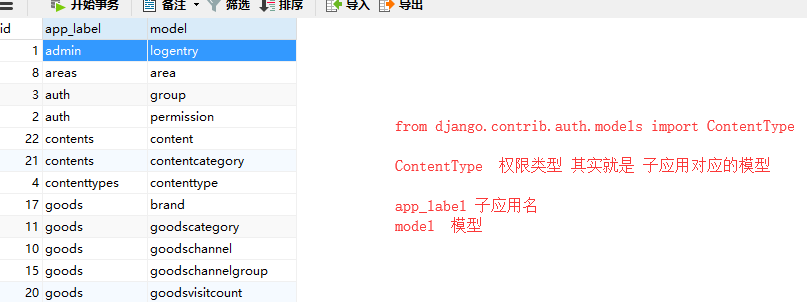 开始事务 备注 筛选 排序 导入 导出
id app_label model
1 admin logentry
8 areas area
3 auth group
2 auth permission
22 contents content
21 contents contentcategory
4 contenttypes contenttype
17 goods brand
11 goods goodscategory
10 goods goodschannel
15 goods goodschannelgroup
20 goods goodsvisitcount
from django.contrib.auth.models import ContentType
ContentType 权限类型 其实就是 子应用对应的模型
app_label 子应用名
model 模型